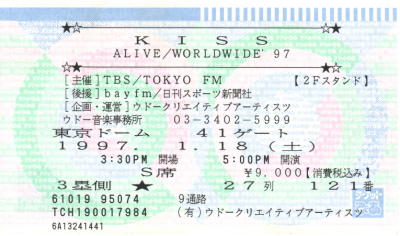 ★☆ ★☆
KISS
ALIVE/WORLDWIDE' 97
★☆ ★☆
[主催]TBS/TOKYO FM 【2Fスタンド】
[後援]bayfm/日刊スポーツ新聞社
[企画・運営]ウドークリエイティブアーティスツ
ウドー音楽事務所 03-3402-5999
東京ドーム 41ゲート
1997. 1.18(土)
3:30PM 開場 5:00PM 開演
S席 ¥9,000【消費税込み】
3塁側 ★ 27列 121番
61019 95074 9通路
TCH190017984 (有)ウドークリエイティブアーティスツ
6A13241441